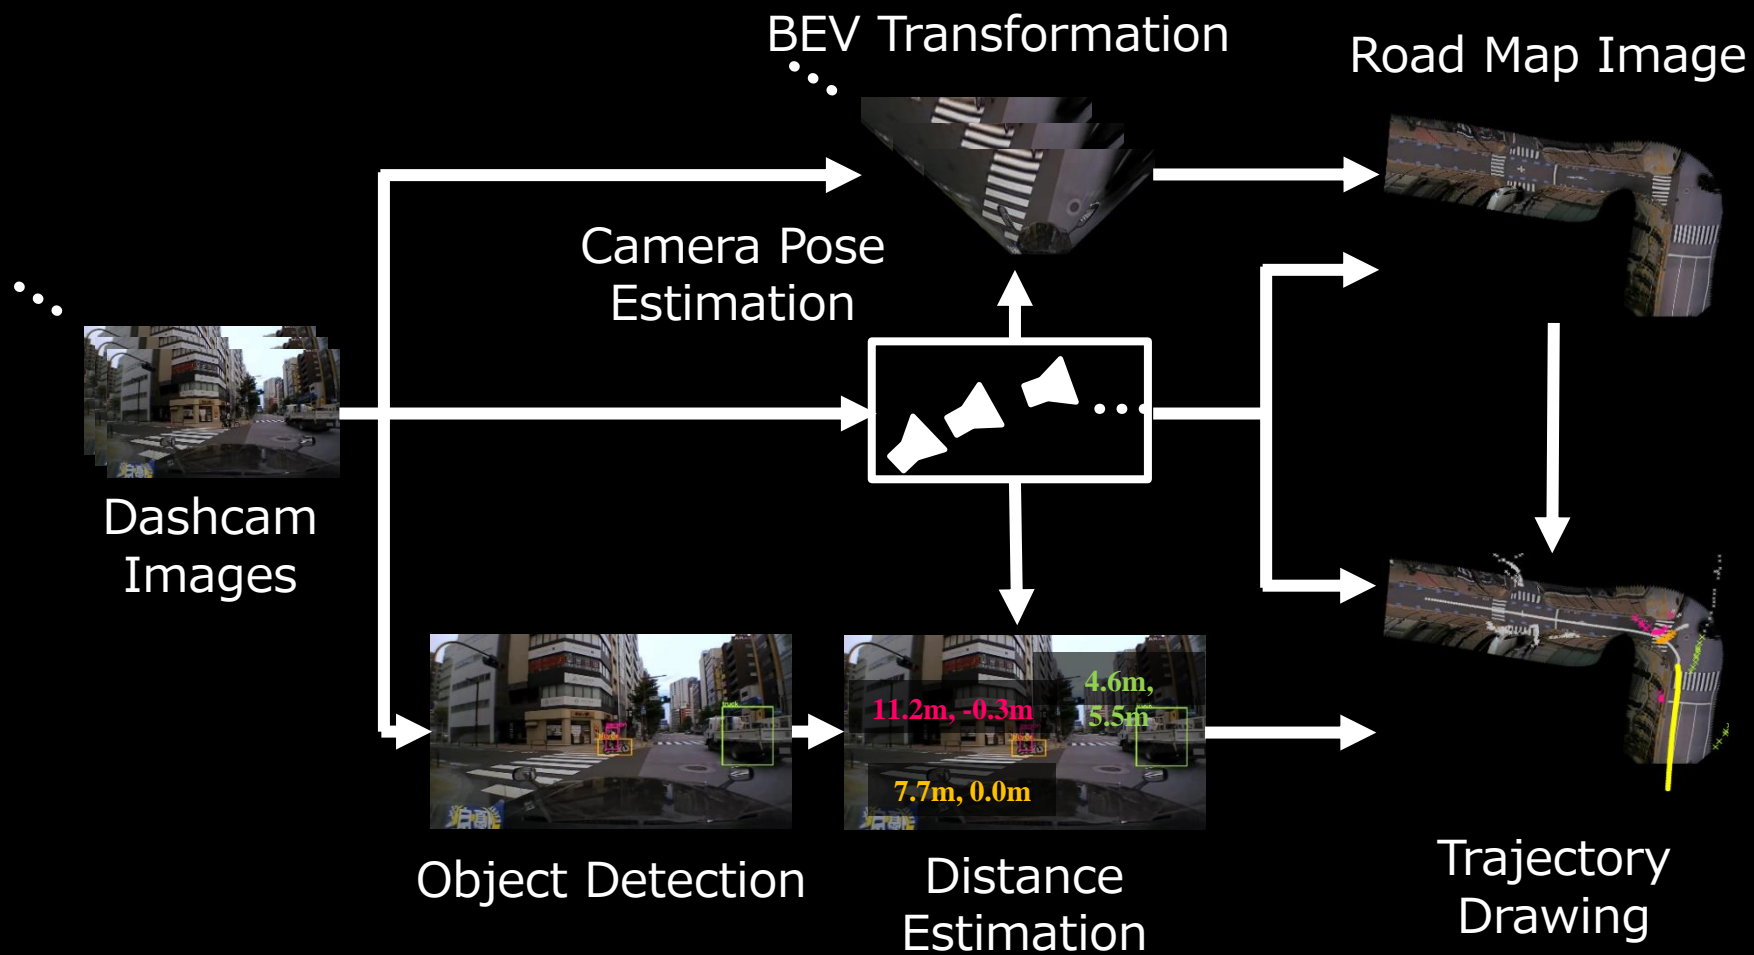 BEV Transformation
Road Map Image
Camera Pose
Estimation
Dashcam
Images
truck
4.6m,
5.5m
11.2m, -0.3m
7.7m, 0.0m
Object Detection
Distance
Estimation
Trajectory
Drawing